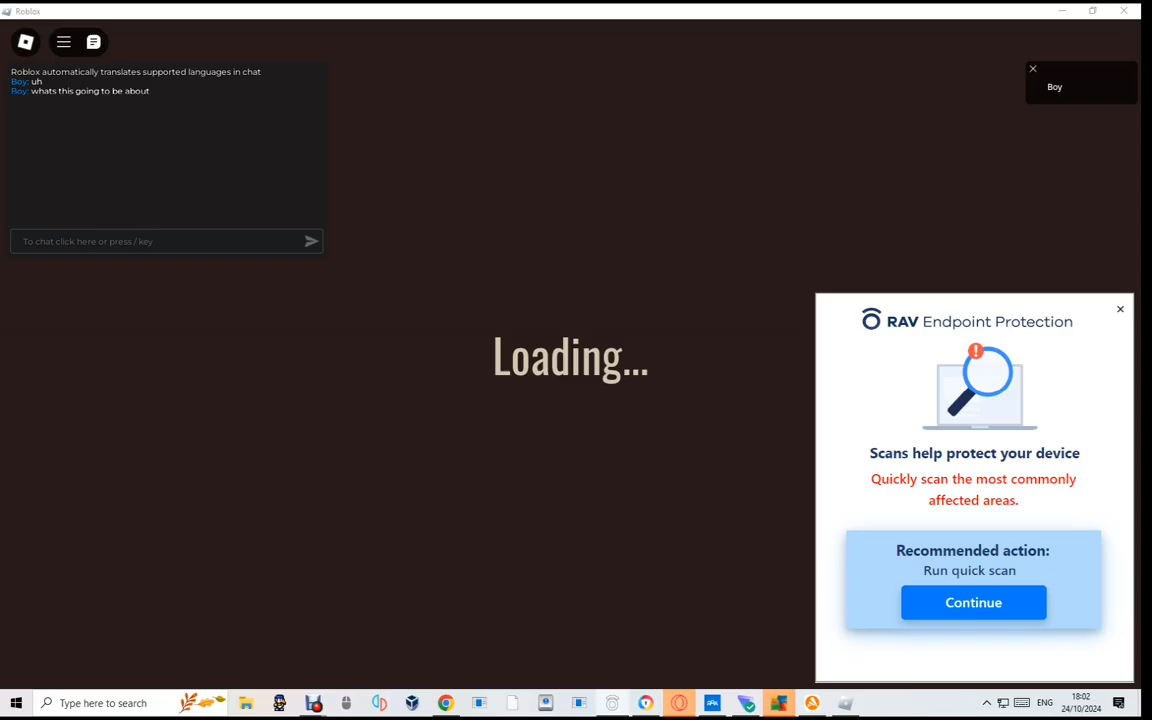 Roblox
Roblox automatically translates supported languages in chat
Boy: uh
Boy: whats this going to be about
Boy
To chat click here or press / key
Loading...
RAV Endpoint Protection
Scans help protect your device
Quickly scan the most commonly
affected areas.
Recommended action:
Run quick scan
Continue
Type here to search
ENG
18:02
24/10/2024